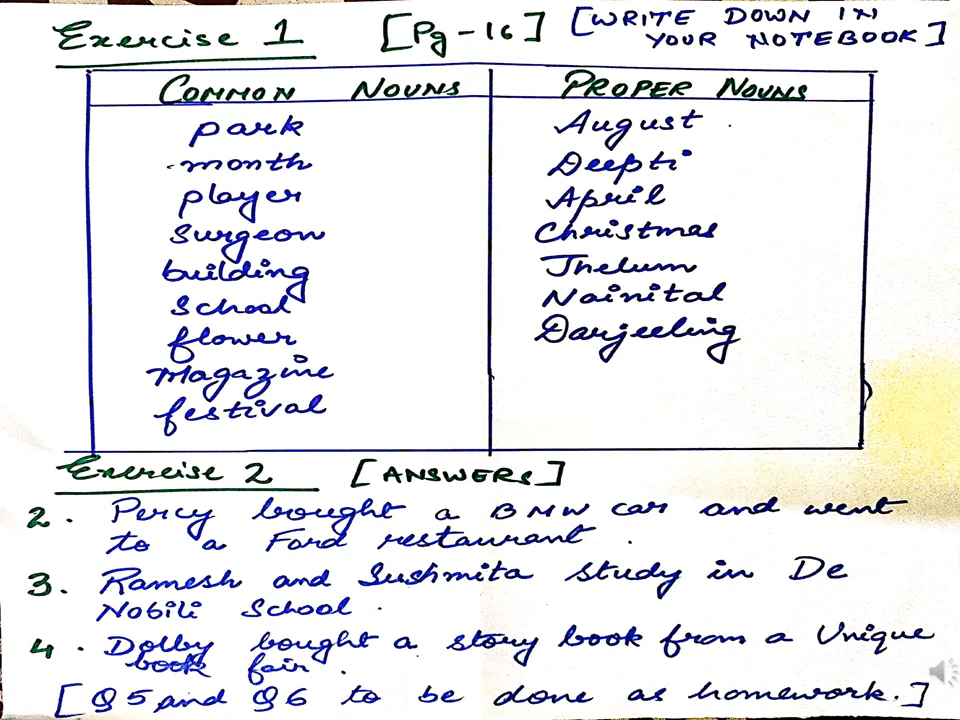 Exercise 1 [Pg-16] [WRITE DOWN IN
YOUR NOTEBOOK]
COMMON NOUNS PROPER NOUNS
park August
month Deepti
player April
Surgeon Christmas
building Jhelum
School Nainital
flower Darjeeling
Magazine
festival
Exercise 2 [ANSWERS]
2. Percy bought a BMW car and went
to a Ford restaurant.
3. Ramesh and Sushmita study in De
Nobili School.
4. Dolby bought a story book from a Unique
book fair.
[Q5 and Q6 to be done as homework.]